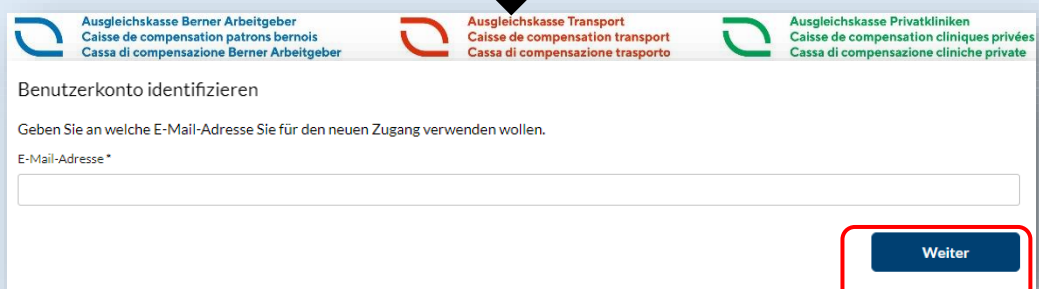 Ausgleichskasse Berner Arbeitgeber
Caisse de compensation patrons bernois
Cassa di compensazione Berner Arbeitgeber
Ausgleichskasse Transport
Caisse de compensation transport
Cassa di compensazione trasporto
Ausgleichskasse Privatkliniken
Caisse de compensation cliniques privées
Cassa di compensazione cliniche private
Benutzerkonto identifizieren
Geben Sie an welche E-Mail-Adresse Sie für den neuen Zugang verwenden wollen.
E-Mail-Adresse *
Weiter